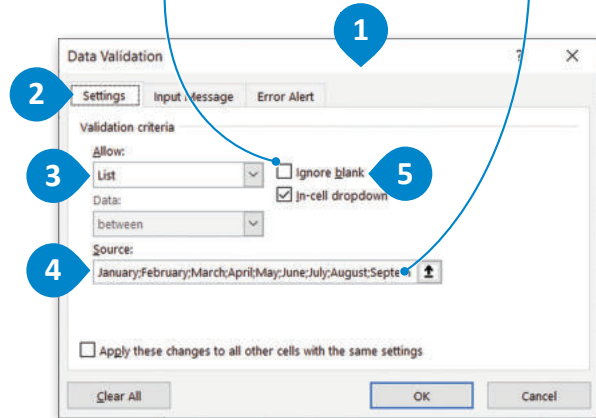 1
Data Validation ? ×
2
Settings Input Message Error Alert
Validation criteria
Allow:
3
List
Ignore blank
5
In-cell dropdown
Data:
between
Source:
4
January;February;March;April;May;June;July;August;Septem
Apply these changes to all other cells with the same settings
Clear All OK Cancel